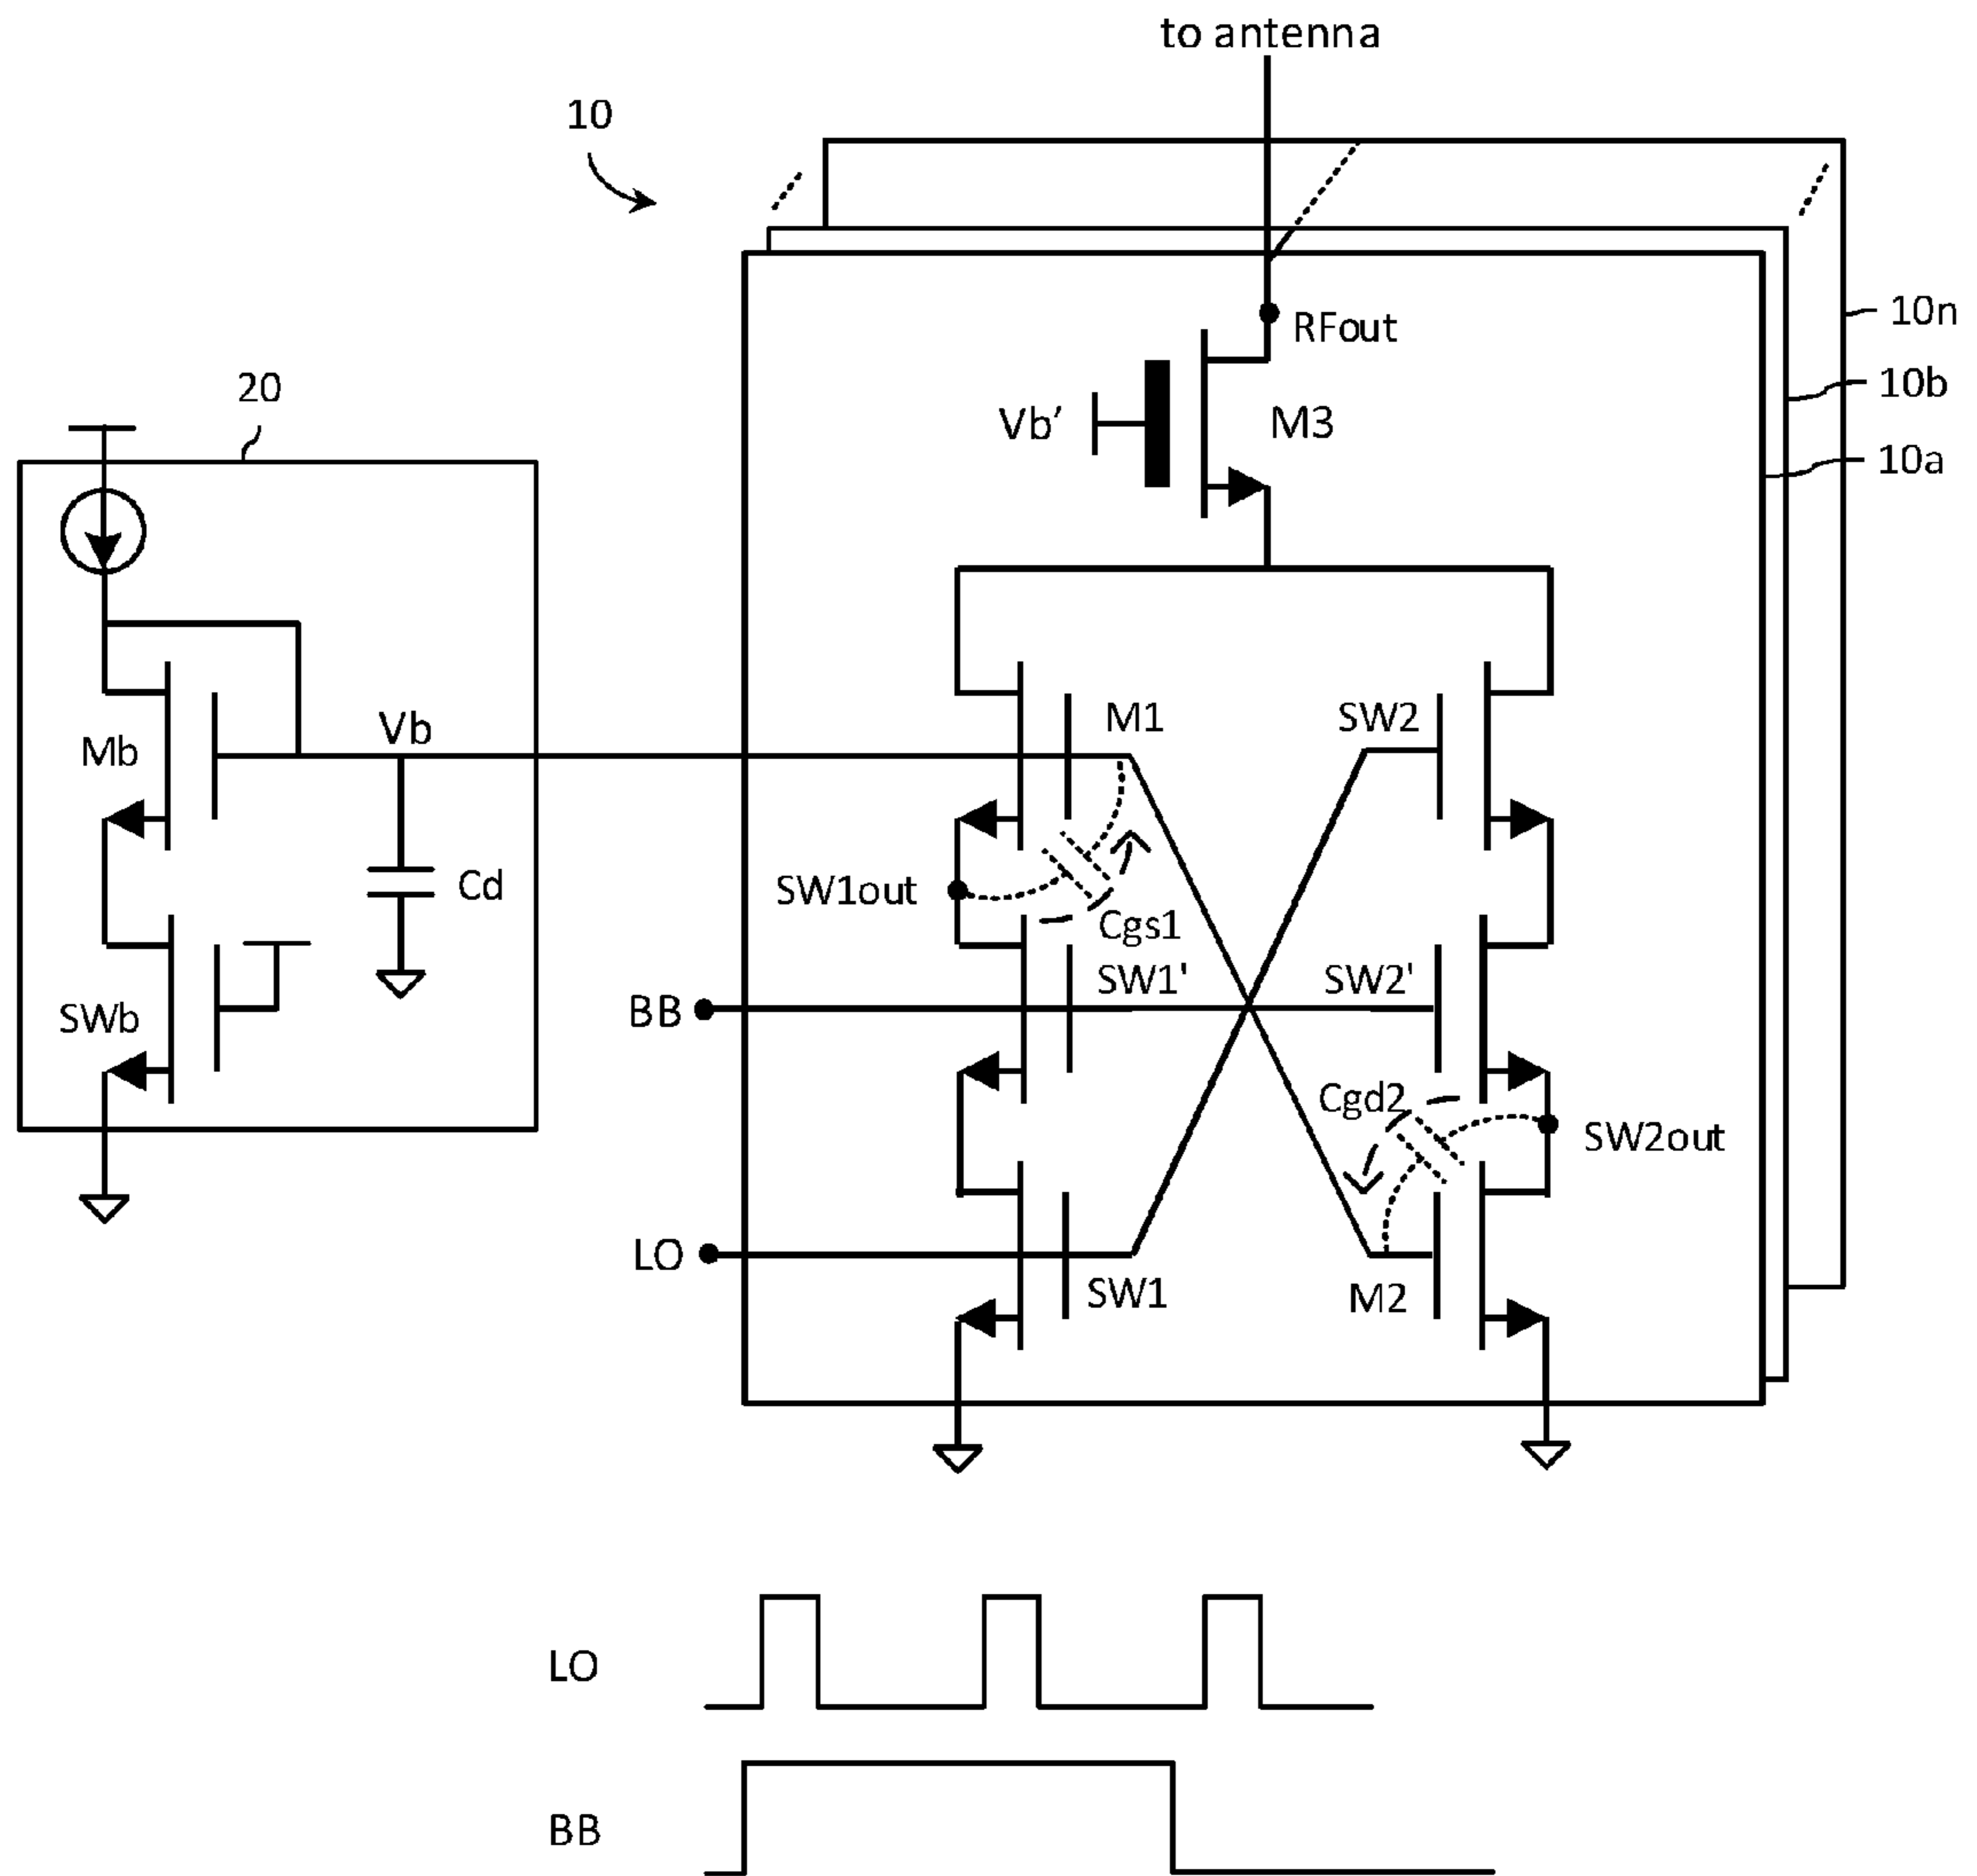 to antenna
10
RFout
10n
Vb′
M3
10b
20
10a
M1
SW2
Vb
Mb
Cd
SW1out
Cgs1
SW1'
SW2'
BB
SWb
Cgd2
SW2out
LO
SW1
M2
LO
BB